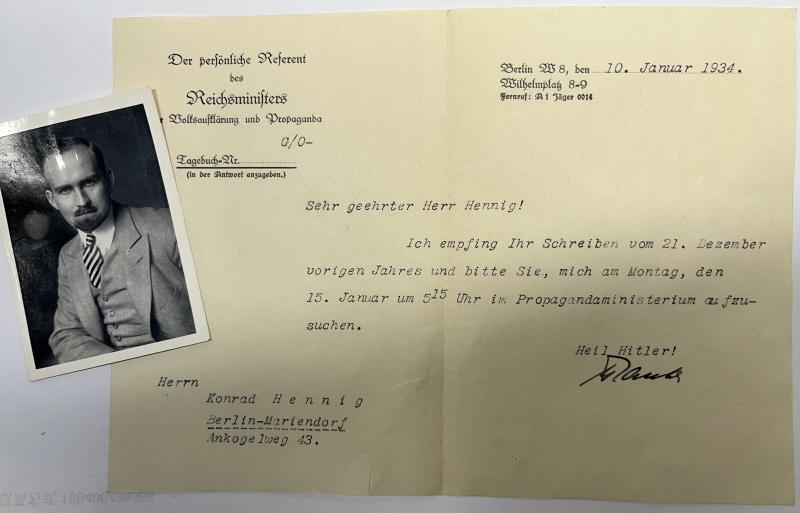 Der persönliche Referent
des
Reichsministers
Volksaufklärung und Propaganda
G/O-
Tagebuch-Nr.
(in der Antwort anzugeben.)
Berlin W 8, den 10. Januar 1934.
Wilhelmplatz 8-9
Fernruf: A 1 Jäger 0014
Sehr geehrter Herr Hennig!
Ich empfing Ihr Schreiben vom 21. Dezember
vorigen Jahres und bitte Sie, mich am Montag, den
15. Januar um 5¹⁵ Uhr im Propagandaministerium aufzu-
suchen.
Heil Hitler!
Herrn
Konrad Hennig
Berlin-Mariendorf
Ankogelweg 43.